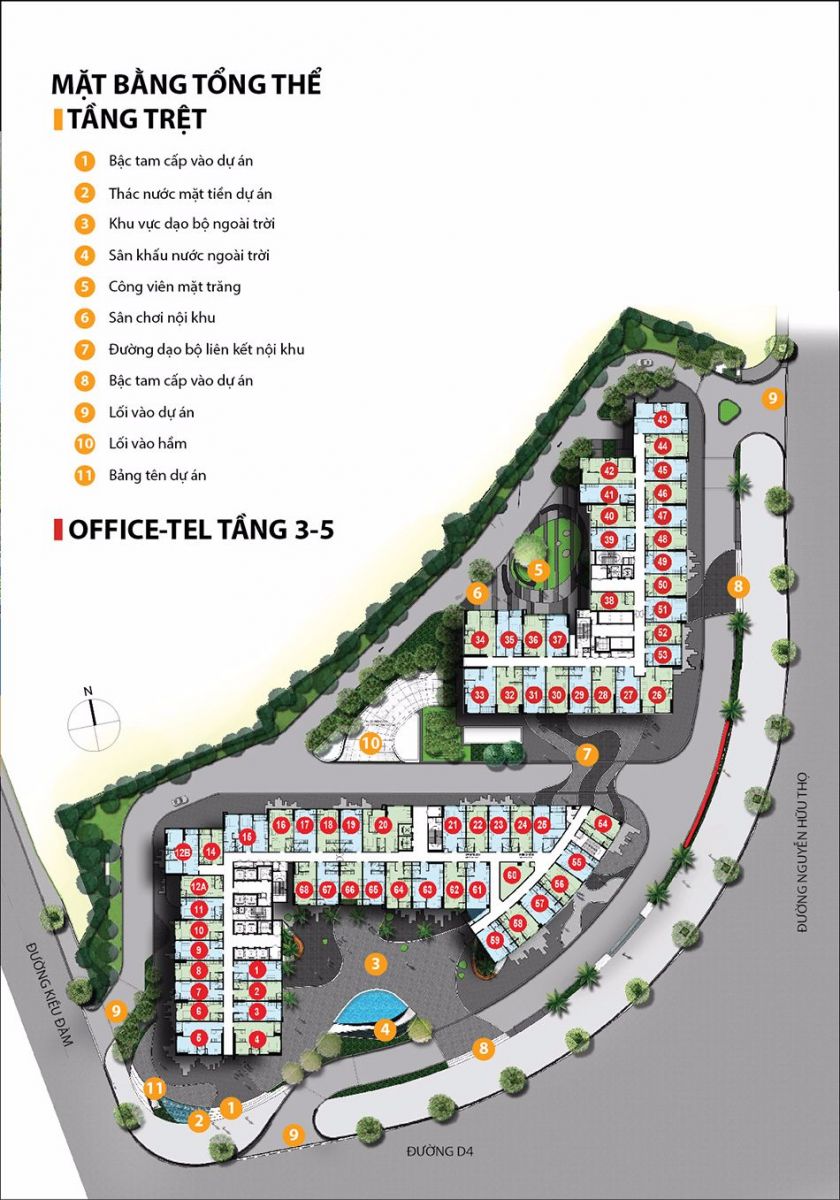 MẶT BẰNG TỔNG THỂ
TẦNG TRỆT
1 Bậc tam cấp vào dự án
2 Thác nước mặt tiền dự án
3 Khu vực dạo bộ ngoài trời
4 Sân khấu nước ngoài trời
5 Công viên mặt trăng
6 Sân chơi nội khu
7 Đường dạo bộ liên kết nội khu
8 Bậc tam cấp vào dự án
9 Lối vào dự án
10 Lối vào hầm
11 Bảng tên dự án
OFFICE-TEL TẦNG 3-5
9
43
44
42 45
41 46
40 47
39 48
49
5
50
8
6
38 51
52
34 35 36 37 53
33 32 31 30 29 28 27 26
N
10
7
ĐƯỜNG NGUYỄN HỮU THỌ
16 16 17 18 19 20 21 22 23 24 25 54
12B 14
55
12A 60 56
68 67 66 65 64 63 62 61 57
11
58
10
59
9
8 1
3
7 2
6 3
5 4
ĐƯỜNG KIỀU ĐÀM
9
4
8
11
1
2
9
ĐƯỜNG D4